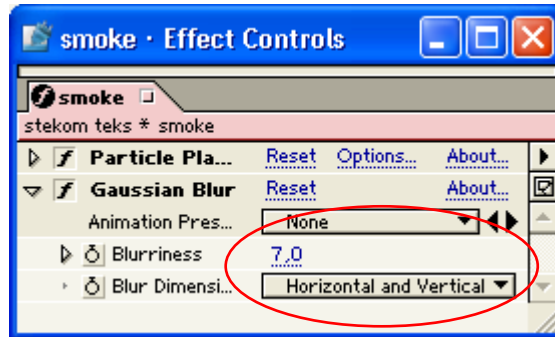 smoke · Effect Controls
smoke
stekom teks * smoke
Particle Pla... Reset Options... About...
Gaussian Blur Reset About...
Animation Pres... None
Blurriness 7,0
Blur Dimensi... Horizontal and Vertical